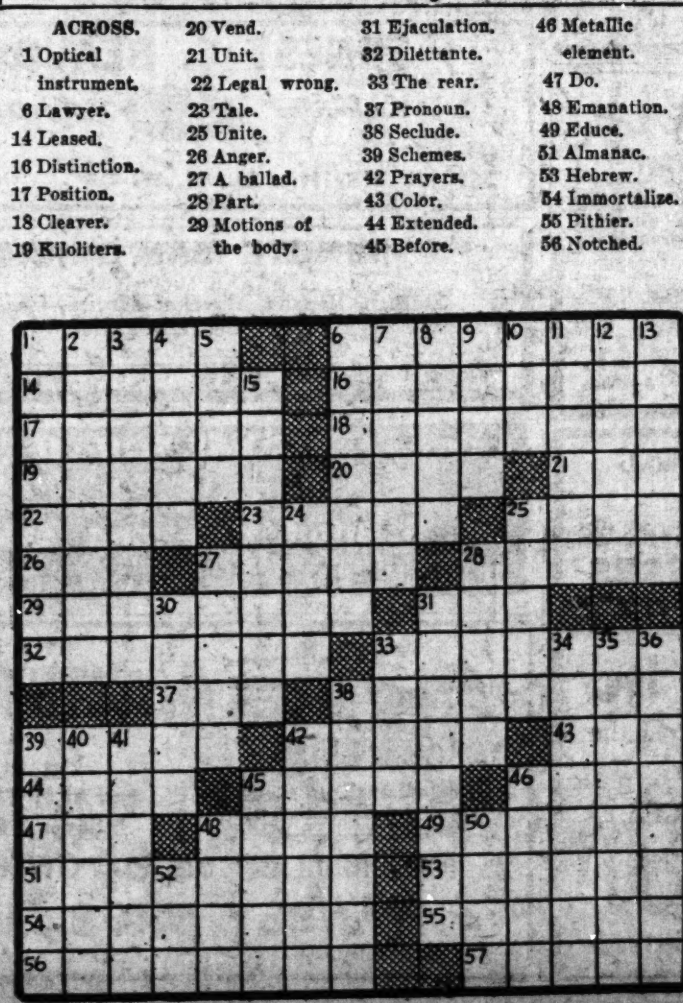 ACROSS.
1 Optical
instrument.
6 Lawyer.
14 Leased.
16 Distinction.
17 Position.
18 Cleaver.
19 Kiloliters.
20 Vend.
21 Unit.
22 Legal wrong.
23 Tale.
25 Unite.
26 Anger.
27 A ballad.
28 Part.
29 Motions of
the body.
31 Ejaculation.
32 Dilettante.
33 The rear.
37 Pronoun.
38 Seclude.
39 Schemes.
42 Prayers.
43 Color.
44 Extended.
45 Before.
46 Metallic
element.
47 Do.
48 Emanation.
49 Educe.
51 Almanac.
53 Hebrew.
54 Immortalize.
55 Pithier.
56 Notched.
1 2 3 4 5 6 7 8 9 10 11 12 13
14 15 16
17 18
19 20 21
22 23 24 25
26 27 28
29 30 31
32 33 34 35 36
37 38
39 40 41 42 43
44 45 46
47 48 49 50
51 52 53
54 55
56 57